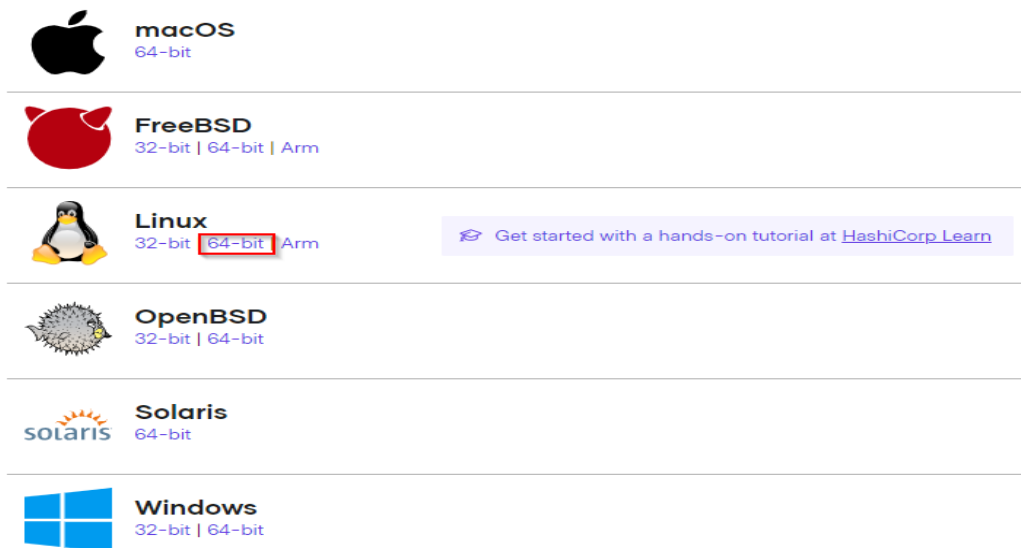 macOS
64-bit
FreeBSD
32-bit | 64-bit | Arm
Linux
32-bit | 64-bit | Arm
Get started with a hands-on tutorial at HashiCorp Learn
OpenBSD
32-bit | 64-bit
solaris
Solaris
64-bit
Windows
32-bit | 64-bit